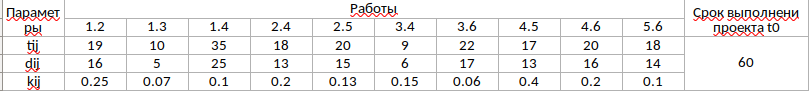 Параметры Работы Срок выполнени проекта t0
1.2 1.3 1.4 2.4 2.5 3.4 3.6 4.5 4.6 5.6
tij 19 10 35 18 20 9 22 17 20 18 60
dij 16 5 25 13 15 6 17 13 16 14
kij 0.25 0.07 0.1 0.2 0.13 0.15 0.06 0.4 0.2 0.1